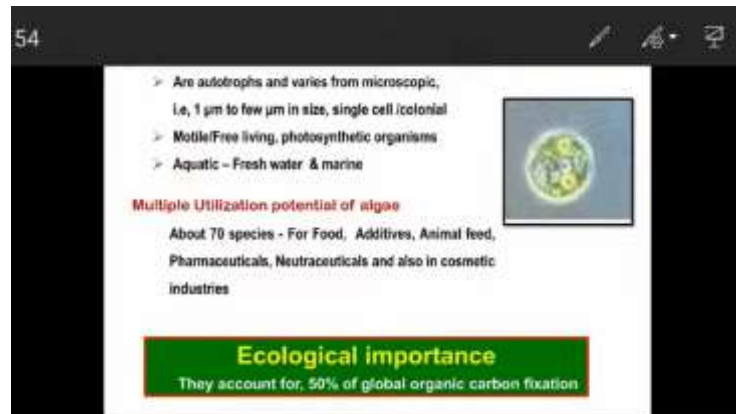 54
➢ Are autotrophs and varies from microscopic,
i.e, 1 µm to few µm in size, single cell /colonial
➢ Motile/Free living, photosynthetic organisms
➢ Aquatic – Fresh water & marine
Multiple Utilization potential of algae
About 70 species - For Food, Additives, Animal feed,
Pharmaceuticals, Neutraceuticals and also in cosmetic
industries
Ecological importance
They account for, 50% of global organic carbon fixation